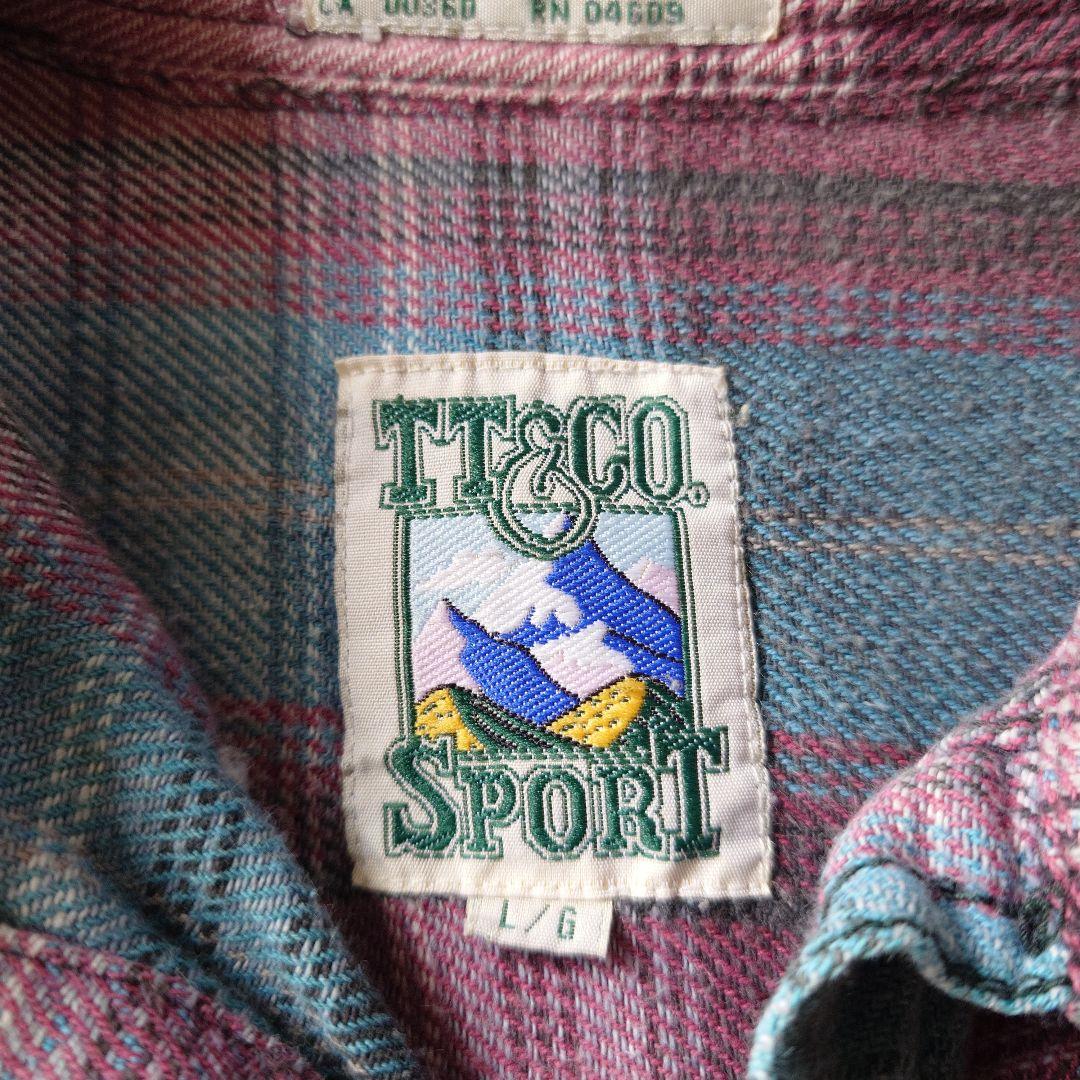 CA 00360 RN 04609
TT&CO.
SPORT
L/G